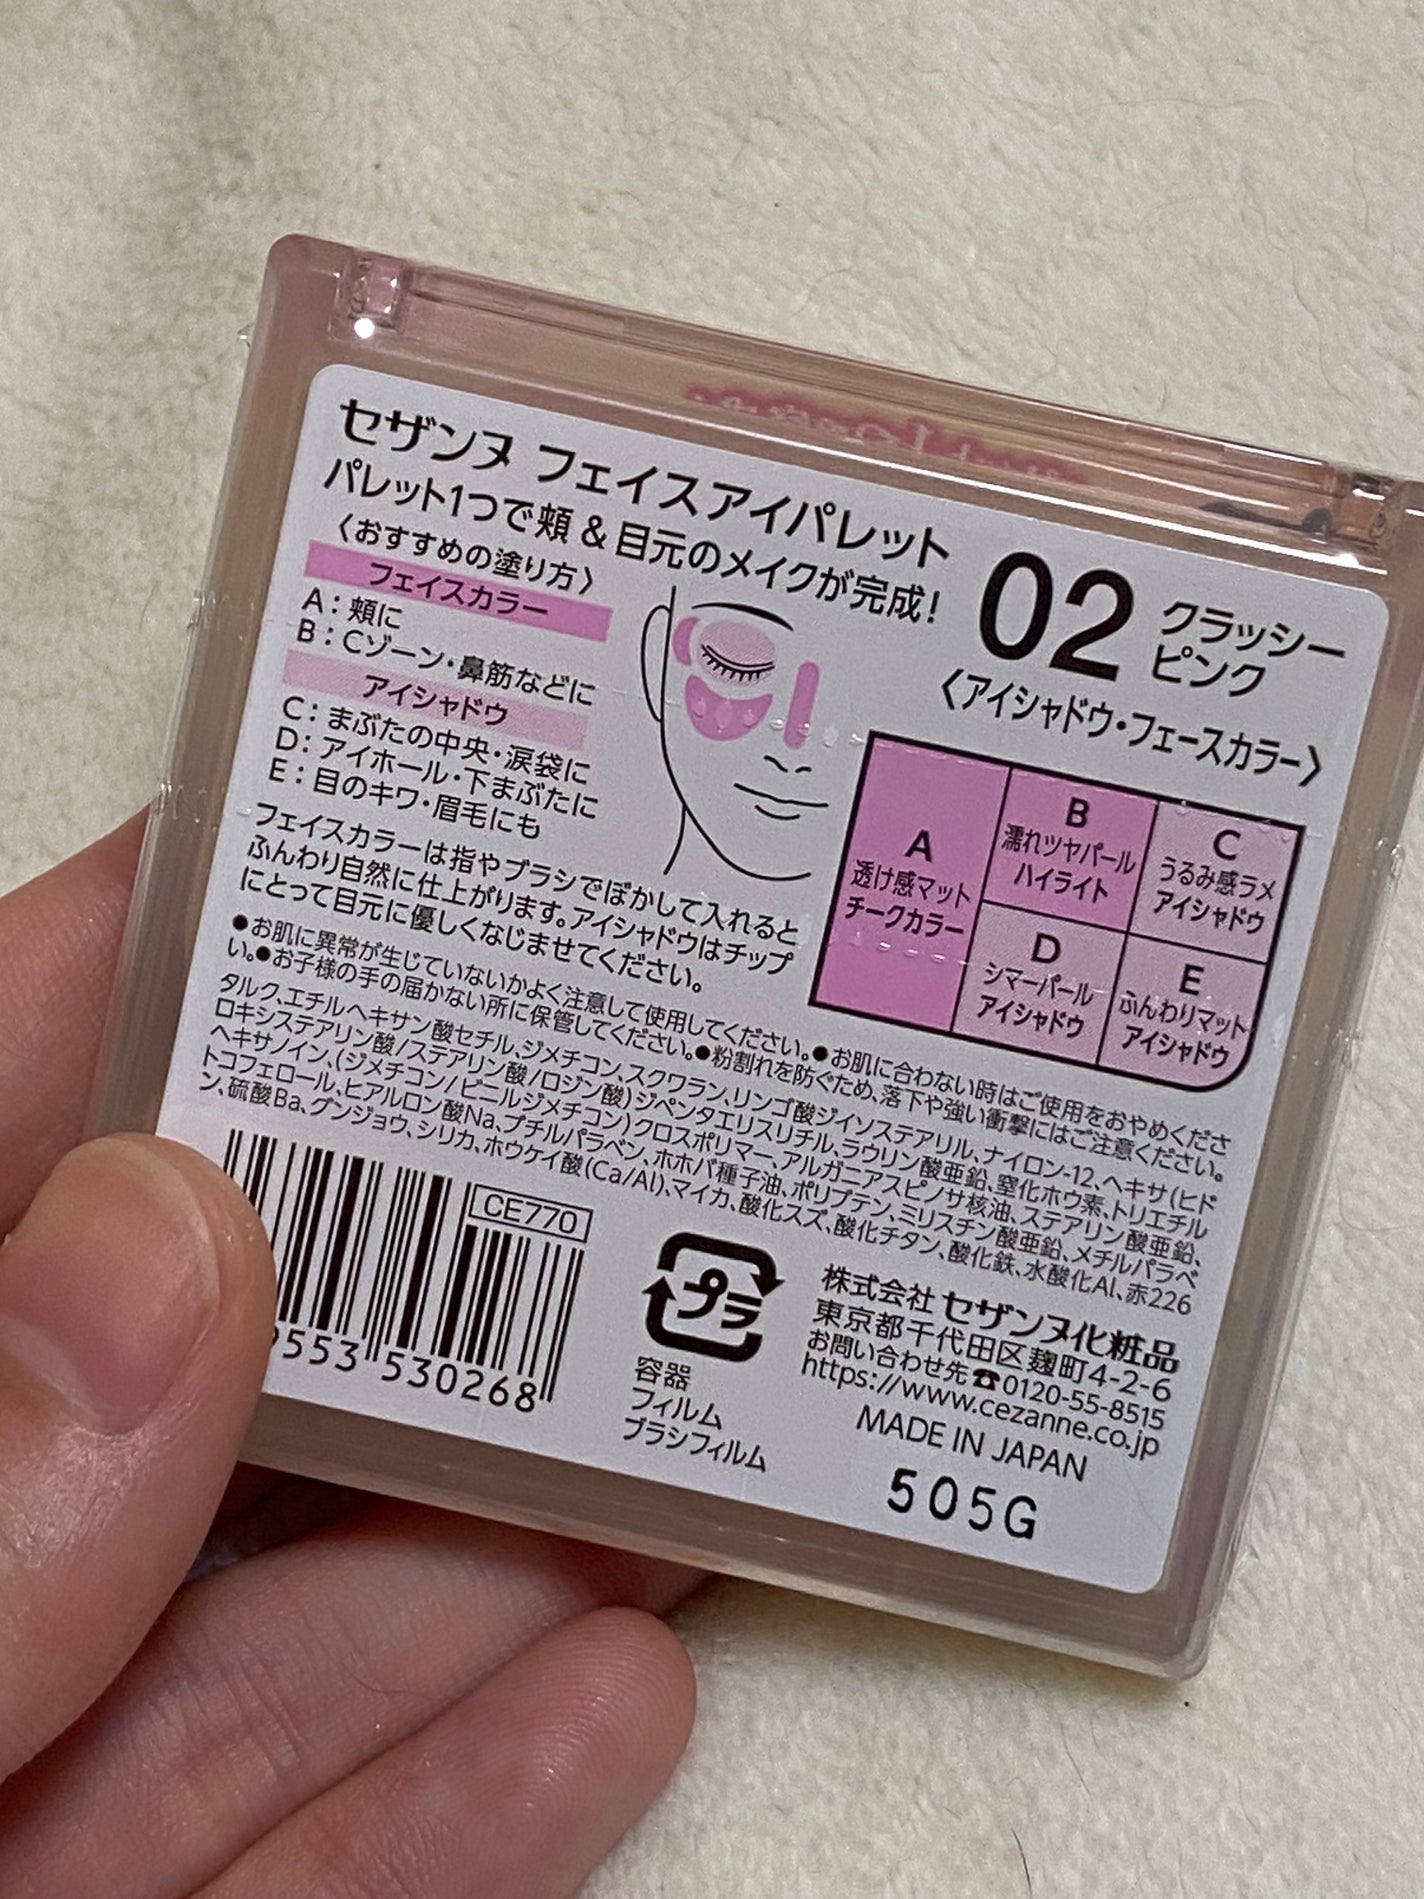 セザンヌ フェイスアイパレット
パレット1つで頬&目元のメイクが完成!
〈おすすめの塗り方〉
フェイスカラー
A:頬に
B:Cゾーン・鼻筋などに
アイシャドウ
C:まぶたの中央・涙袋に
D:アイホール・下まぶたに
E:目のキワ・眉毛にも
フェイスカラーは指やブラシでぼかして入れると
ふんわり自然に仕上がります。アイシャドウはチップ
にとって目元に優しくなじませてください。
02 クラッシー
ピンク
〈アイシャドウ・フェースカラー〉
A
透け感マット
チークカラー
B
濡れツヤパール
ハイライト
C
うるみ感ラメ
アイシャドウ
D
シマーパール
アイシャドウ
E
ふんわりマット
アイシャドウ
●お肌に異常が生じていないかよく注意して使用してください。●お肌に合わない時はご使用をおやめくださ
い。●お子様の手の届かない所に保管してください。●粉割れを防ぐため、落下や強い衝撃にはご注意ください。
タルク、エチルヘキサン酸セチル、ジメチコン、スクワラン、リンゴ酸ジイソステアリル、ナイロン-12、ヘキサ(ヒド
ロキシステアリン酸/ステアリン酸/ロジン酸)ジペンタエリスリチル、ラウリン酸亜鉛、窒化ホウ素、トリエチル
ヘキサノイン、(ジメチコン/ビニルジメチコン)クロスポリマー、アルガニアスピノサ核油、ステアリン酸亜鉛、
トコフェロール、ヒアルロン酸Na、ブチルパラベン、ホホバ種子油、ポリブテン、ミリスチン酸亜鉛、メチルパラベ
ン、硫酸Ba、グンジョウ、シリカ、ホウケイ酸(Ca/Al)、マイカ、酸化スズ、酸化チタン、酸化鉄、水酸化Al、赤226
CE770
9553 530268
プラ
容器
フィルム
ブラシフィルム
株式会社 セザンヌ化粧品
東京都千代田区麹町4-2-6
お問い合わせ先☎0120-55-8515
https://www.cezanne.co.jp
MADE IN JAPAN
505G